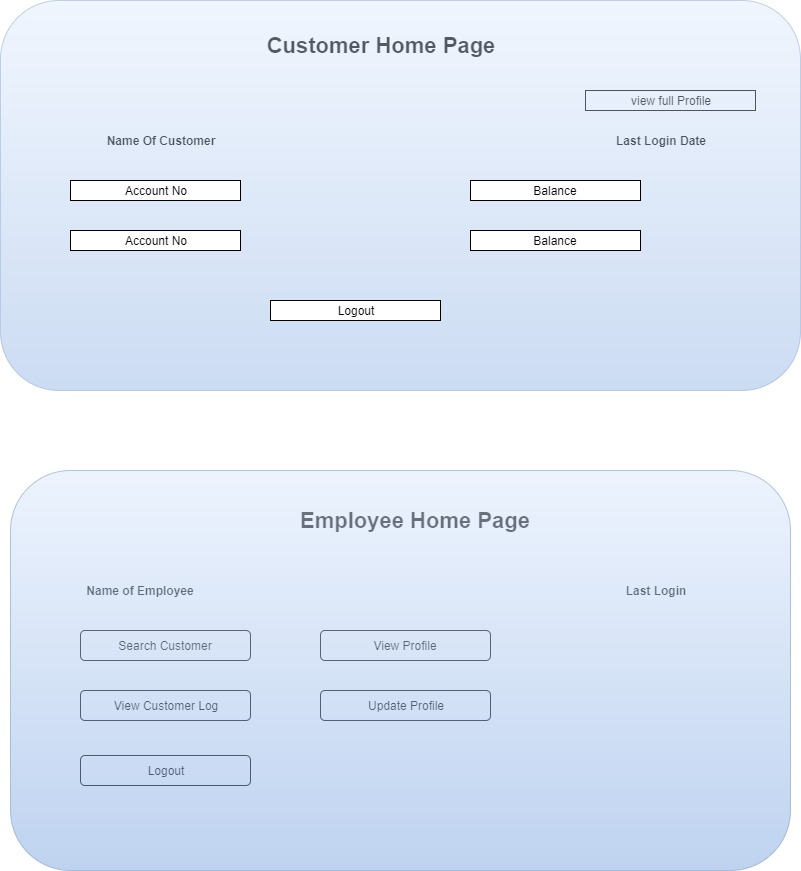 Customer Home Page
view full Profile
Name Of Customer
Last Login Date
Account No
Balance
Account No
Balance
Logout
Employee Home Page
Name of Employee
Last Login
Search Customer
View Profile
View Customer Log
Update Profile
Logout